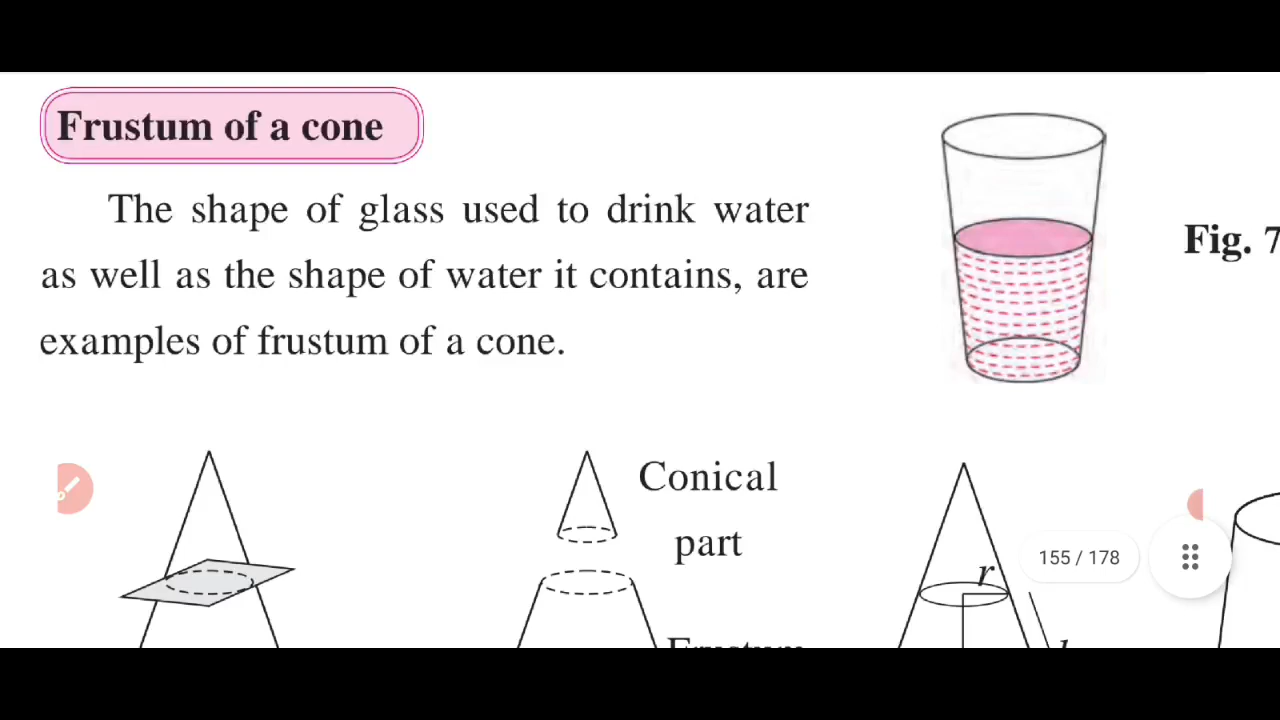 Frustum of a cone
The shape of glass used to drink water
as well as the shape of water it contains, are
examples of frustum of a cone.
Fig. 7
Conical
part
r
155 / 178